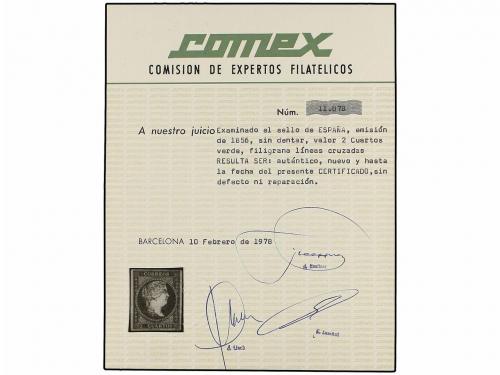 comex
COMISION DE EXPERTOS FILATELICOS
Núm. 11.878
A nuestro juicio Examinado el sello de ESPAÑA, emisión
de 1856, sin dentar, valor 2 Cuartos
verde, filigrana líneas cruzadas
RESULTA SER: auténtico, nuevo y hasta
la fecha del presente CERTIFICADO,sin
defecto ni reparación.
BARCELONA 10 Febrero de 1978
CORREOS
CUARTOS